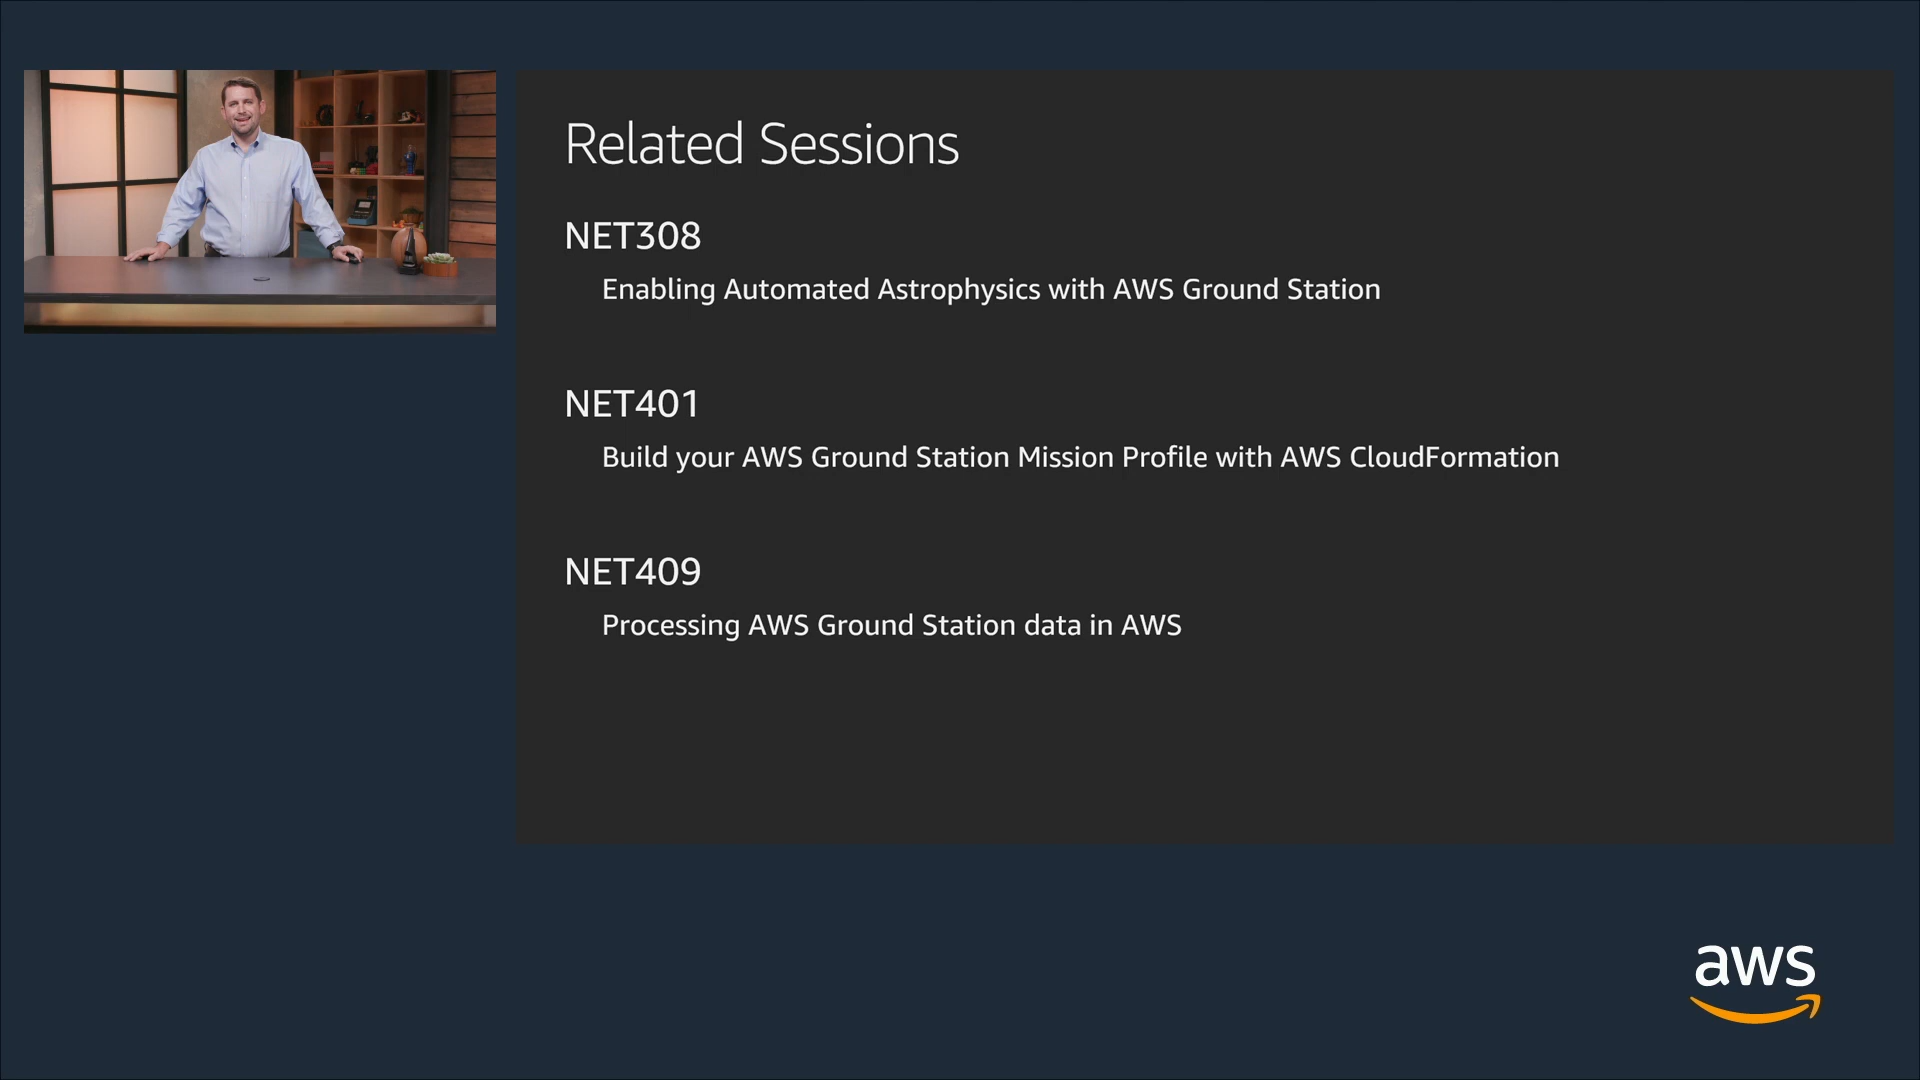 Related Sessions
NET308
Enabling Automated Astrophysics with AWS Ground Station
NET401
Build your AWS Ground Station Mission Profile with AWS CloudFormation
NET409
Processing AWS Ground Station data in AWS
aws